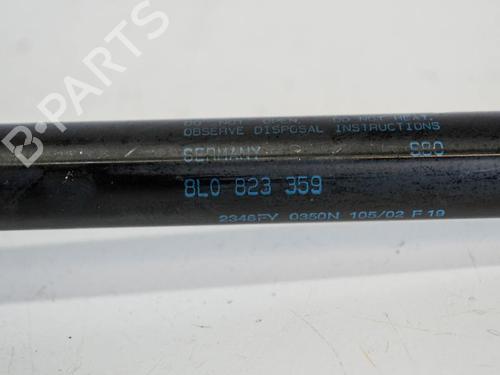 B-PARTS
DO NOT OPEN. DO NOT HEAT.
OBSERVE DISPOSAL INSTRUCTIONS
GERMANY
8L0 823 359
2346FY 0350N 105/02 F19